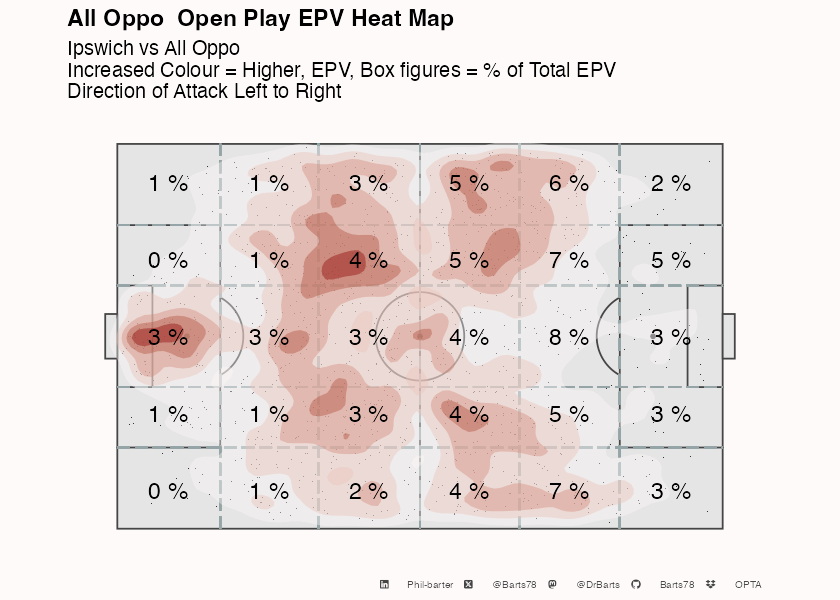 All Oppo  Open Play EPV Heat Map
Ipswich vs All Oppo
Increased Colour = Higher, EPV, Box figures = % of Total EPV
Direction of Attack Left to Right
1 % 1 % 3 % 5 % 6 % 2 %
0 % 1 % 4 % 5 % 7 % 5 %
3 % 3 % 3 % 4 % 8 % 3 %
1 % 1 % 3 % 4 % 5 % 3 %
0 % 1 % 2 % 4 % 7 % 3 %
Phil-barter @Barts78 @DrBarts Barts78 OPTA